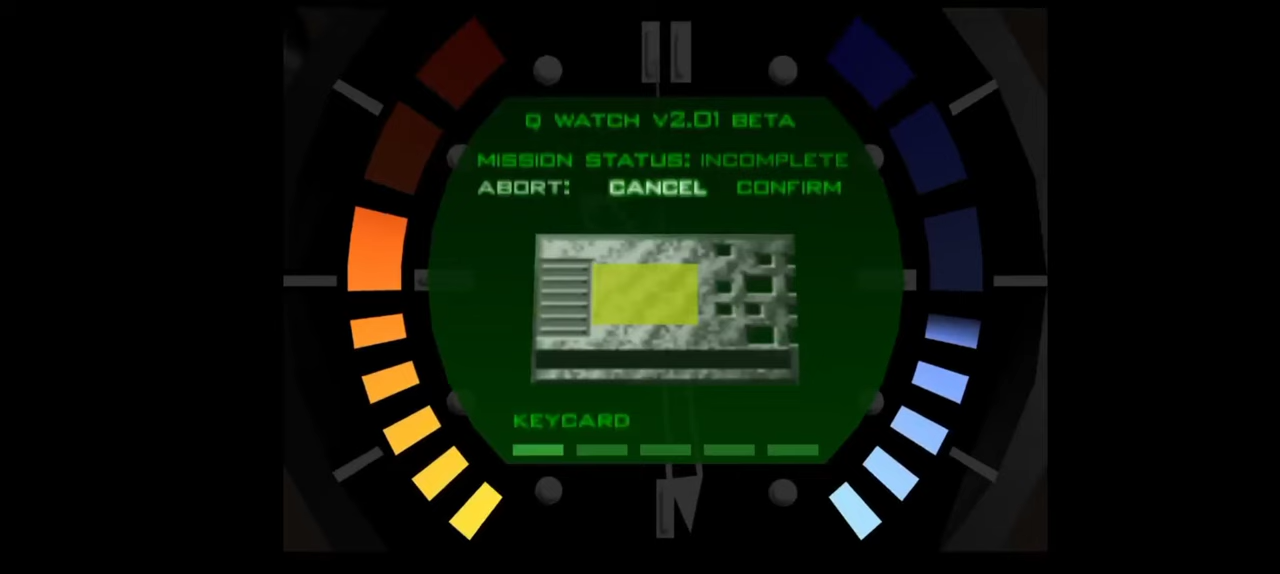 Q WATCH V2.01 BETA
MISSION STATUS: INCOMPLETE
ABORT: CANCEL CONFIRM
KEYCARD